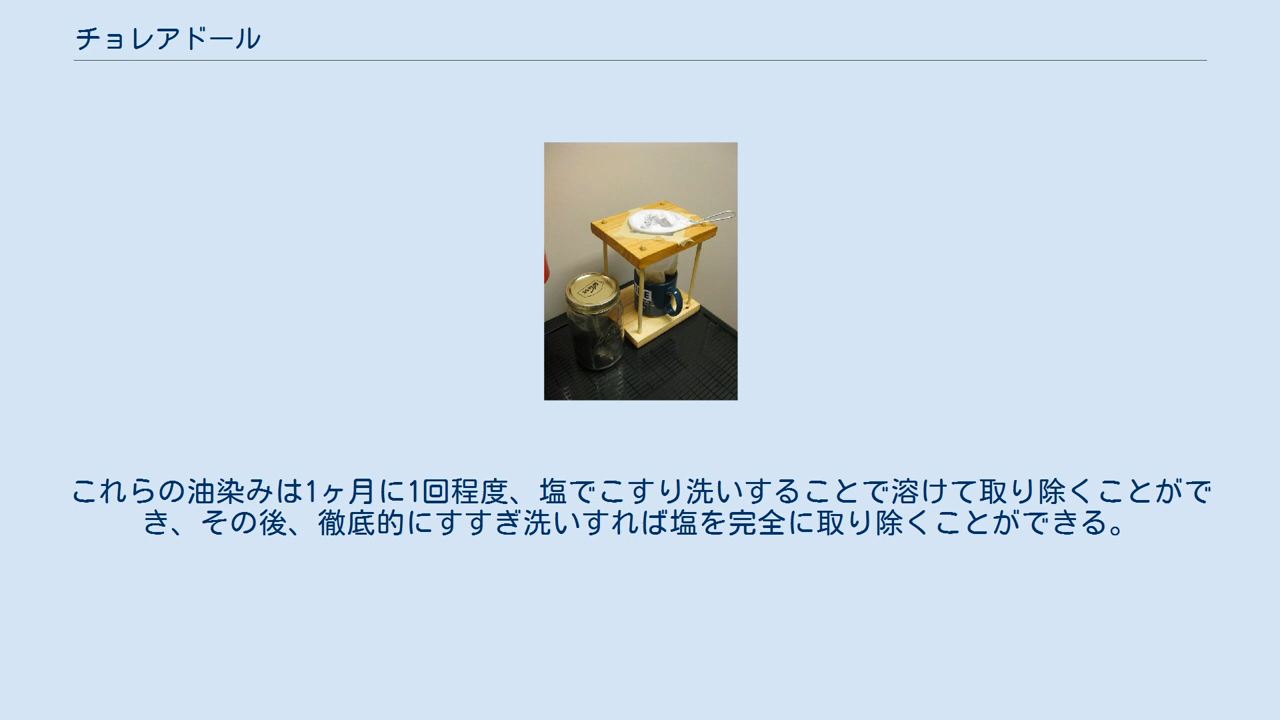 チョレアドール
これらの油染みは1ヶ月に1回程度、塩でこすり洗いすることで溶けて取り除くことがで
き、その後、徹底的にすすぎ洗いすれば塩を完全に取り除くことができる。